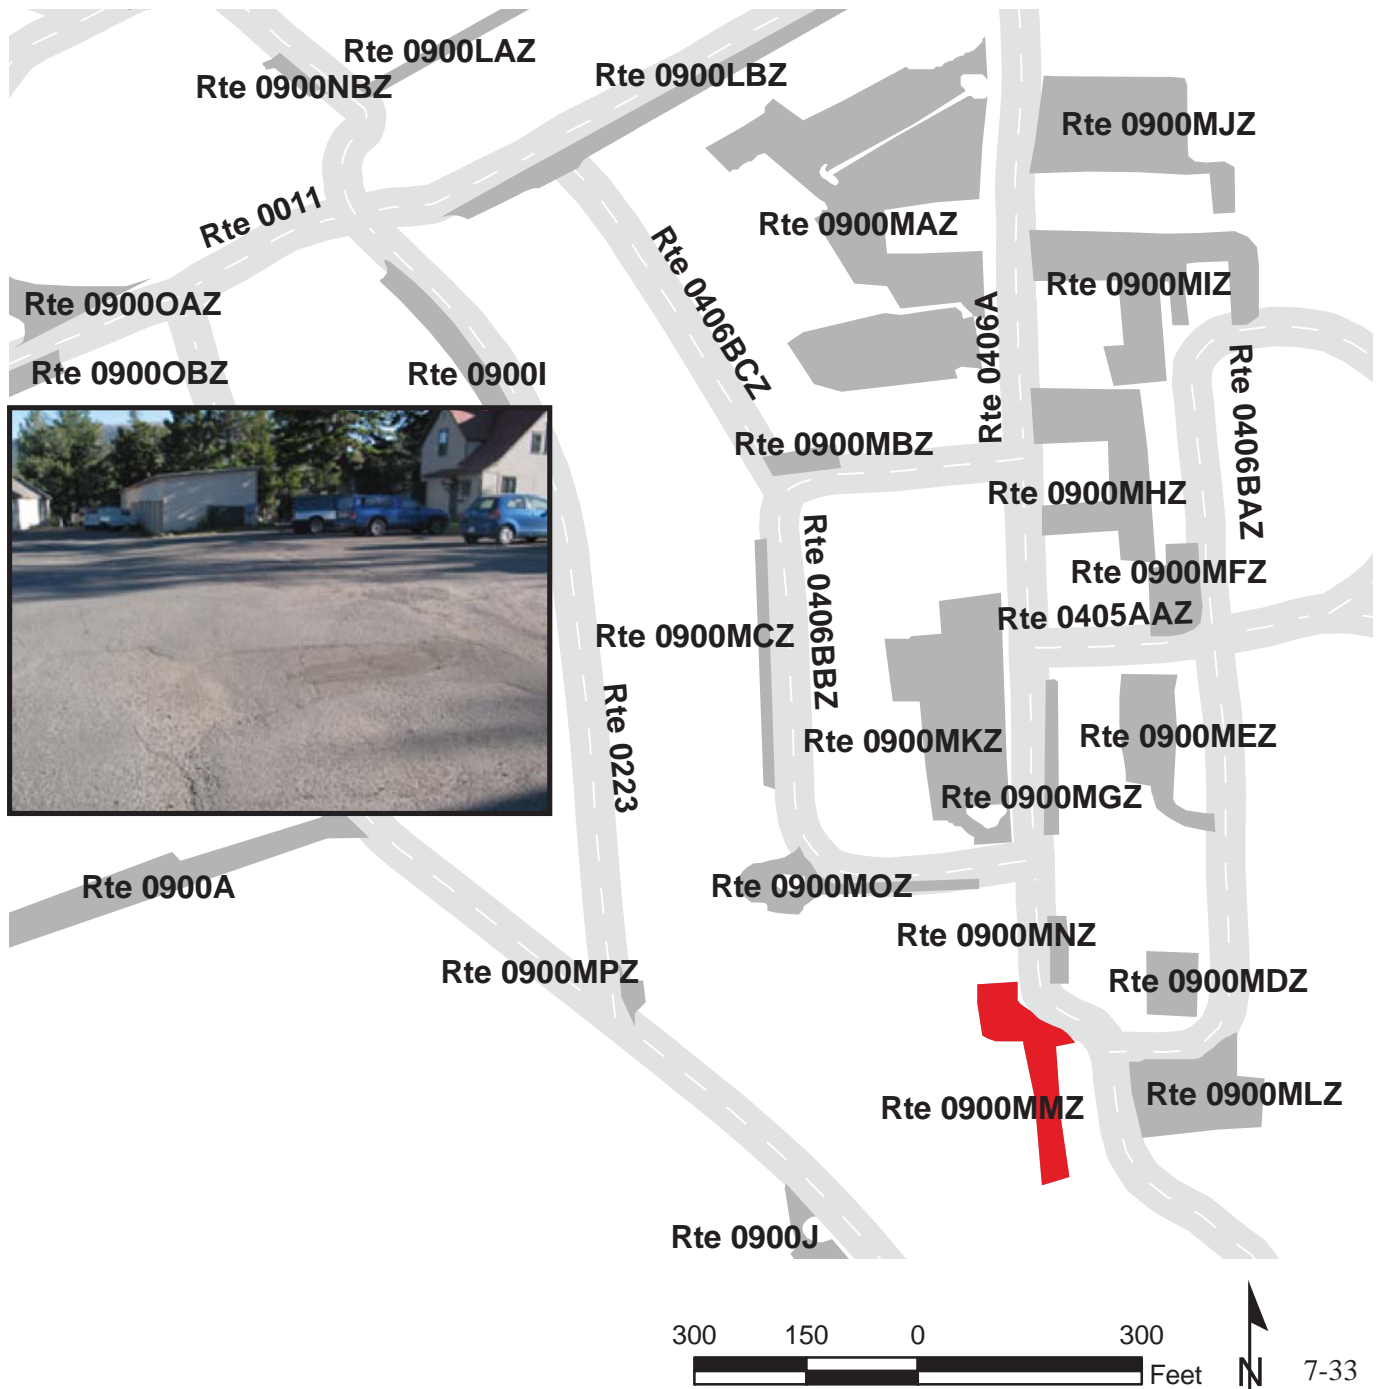 Rte 0900LAZ
Rte 0900NBZ
Rte 0900LBZ
Rte 0900MJZ
Rte 0011
Rte 0900MAZ
Rte 0406BCZ
Rte 0900MIZ
Rte 0900OAZ
Rte 0406A
Rte 0900OBZ
Rte 0900I
Rte 0406BAZ
Rte 0900MBZ
Rte 0900MHZ
Rte 0406BBZ
Rte 0900MFZ
Rte 0405AAZ
Rte 0900MCZ
Rte 0223
Rte 0900MKZ
Rte 0900MEZ
Rte 0900MGZ
Rte 0900A
Rte 0900MOZ
Rte 0900MNZ
Rte 0900MPZ
Rte 0900MDZ
Rte 0900MMZ
Rte 0900MLZ
Rte 0900J
300 150 0 300
Feet
N
7-33